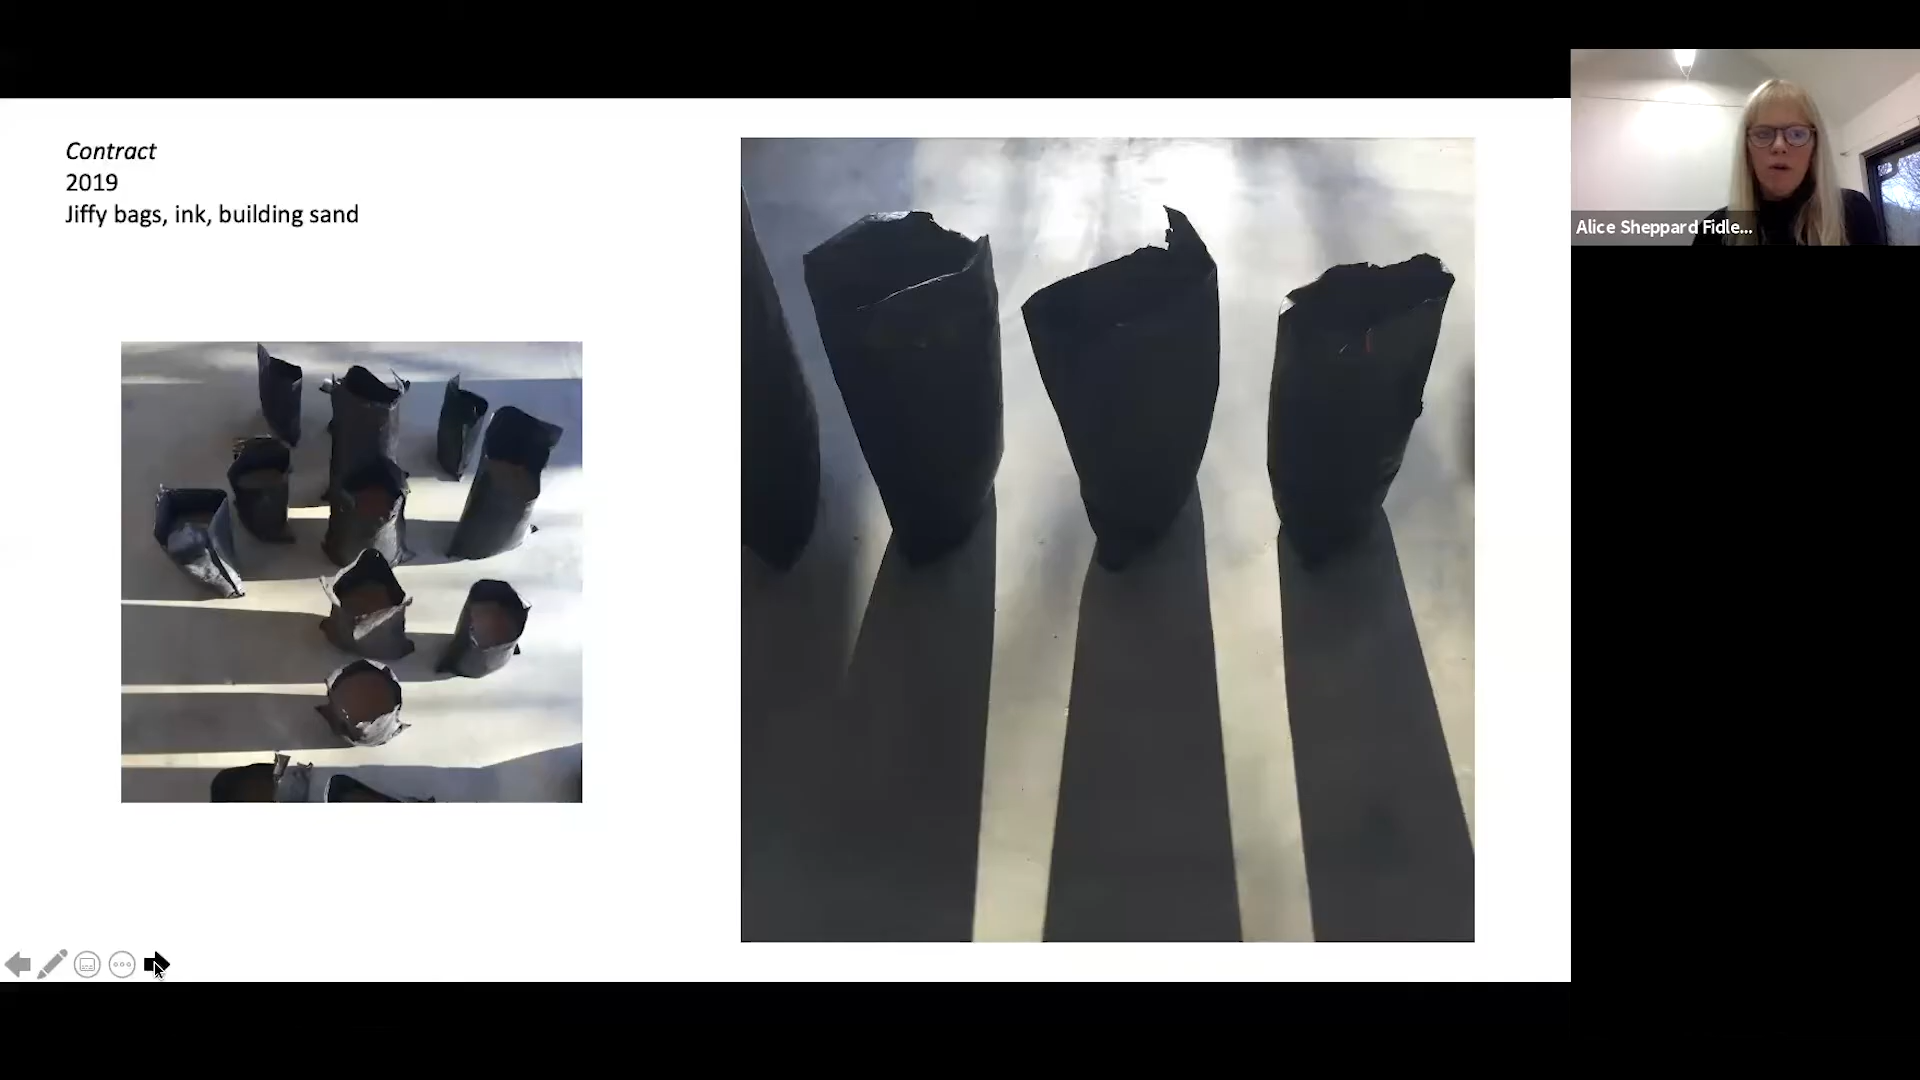 Contract
2019
Jiffy bags, ink, building sand
Alice Sheppard Fidle...